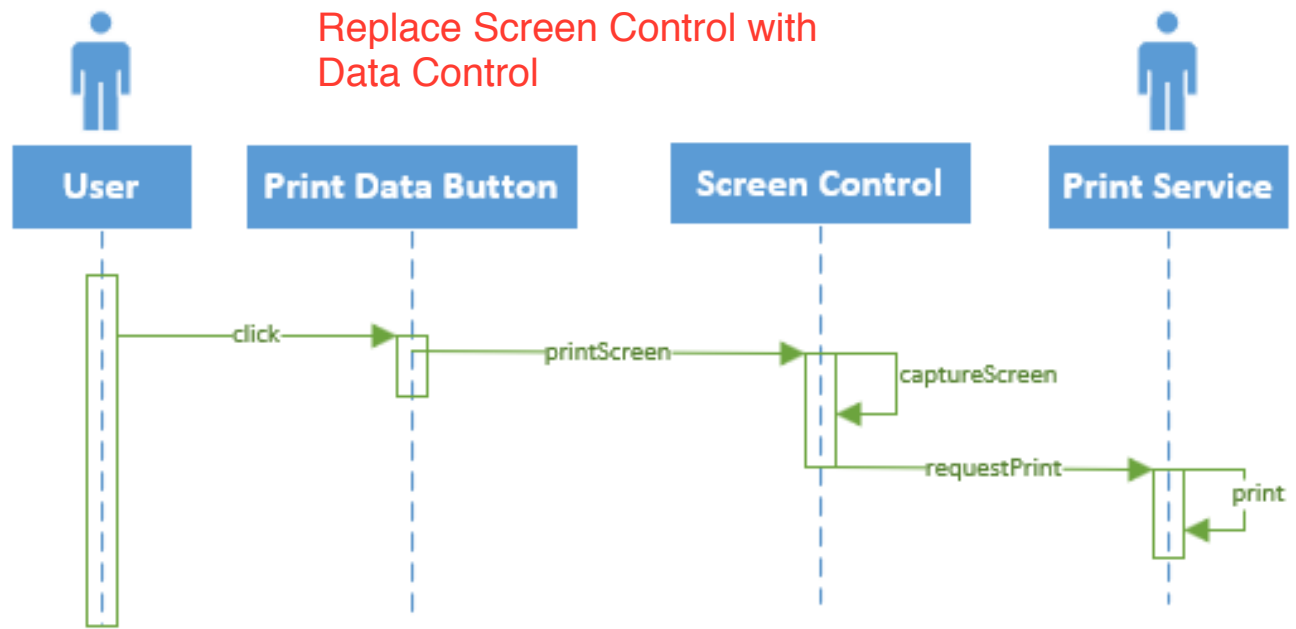 Replace Screen Control with
Data Control
User
Print Data Button
Screen Control
Print Service
click
printScreen
captureScreen
requestPrint
print